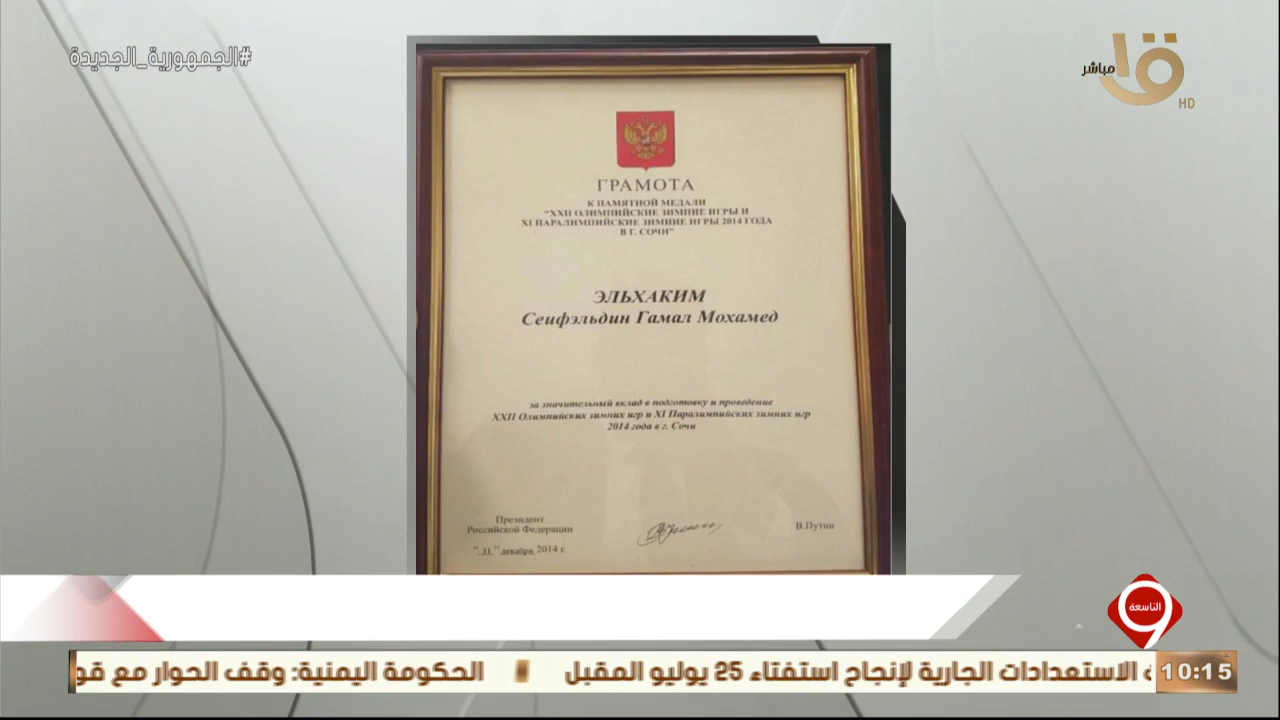 #الجمهورية_الجديدة
مباشر
HD
ГРАМОТА
К ПАМЯТНОЙ МЕДАЛИ
"XXII ОЛИМПИЙСКИЕ ЗИМНИЕ ИГРЫ И
XI ПАРАЛИМПИЙСКИЕ ЗИМНИЕ ИГРЫ 2014 ГОДА
В Г. СОЧИ"
ЭЛЬХАКИМ
Сеифэльдин Гамал Мохамед
за значительный вклад в подготовку и проведение
XXII Олимпийских зимних игр и XI Паралимпийских зимних игр
2014 года в г. Сочи
Президент
Российской Федерации
В.Путин
" 31 " декабря 2014 г.
التاسعة
9
الاستعدادات الجارية لإنجاح استفتاء 25 يوليو المقبل
الحكومة اليمنية: وقف الحوار مع
10:15